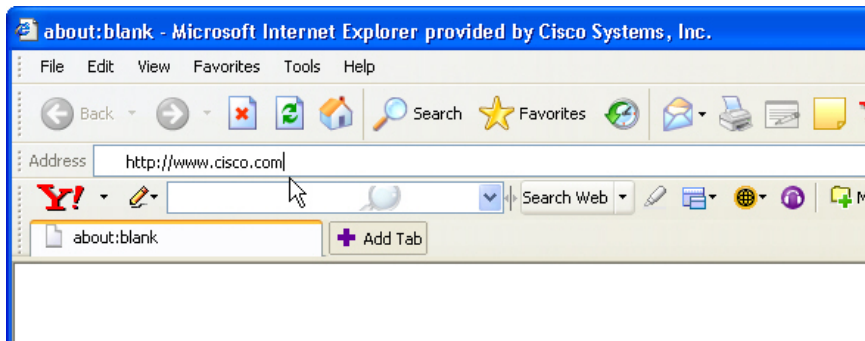 about:blank - Microsoft Internet Explorer provided by Cisco Systems, Inc.
File Edit View Favorites Tools Help
Back Search Favorites
Address http://www.cisco.com
Y! Search Web M
about:blank Add Tab